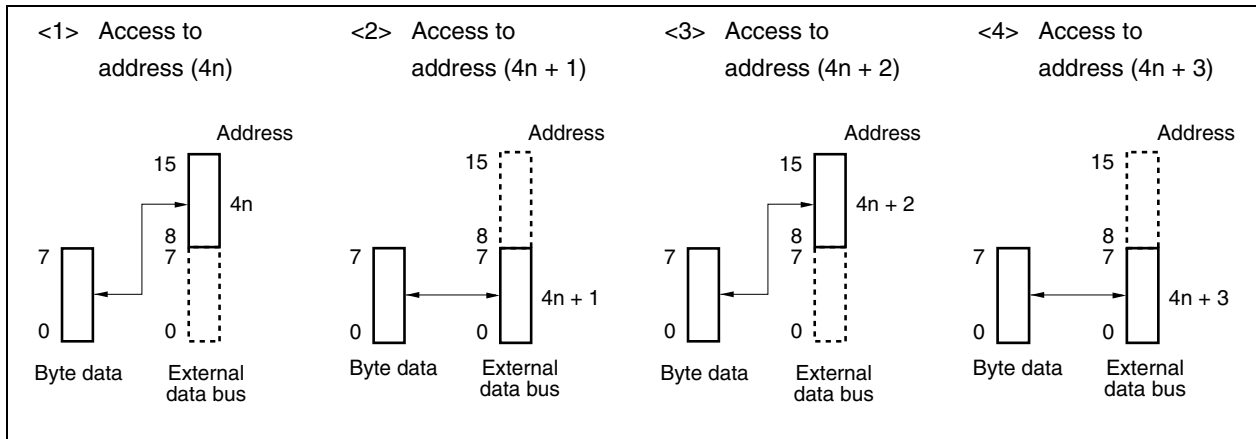 <1> Access to
address (4n)
Address
15
4n
8
7
7
0
0
Byte data
External
data bus
<2> Access to
address (4n + 1)
Address
15
8
7
7
4n + 1
0
0
Byte data
External
data bus
<3> Access to
address (4n + 2)
Address
15
4n + 2
8
7
7
0
0
Byte data
External
data bus
<4> Access to
address (4n + 3)
Address
15
8
7
7
4n + 3
0
0
Byte data
External
data bus